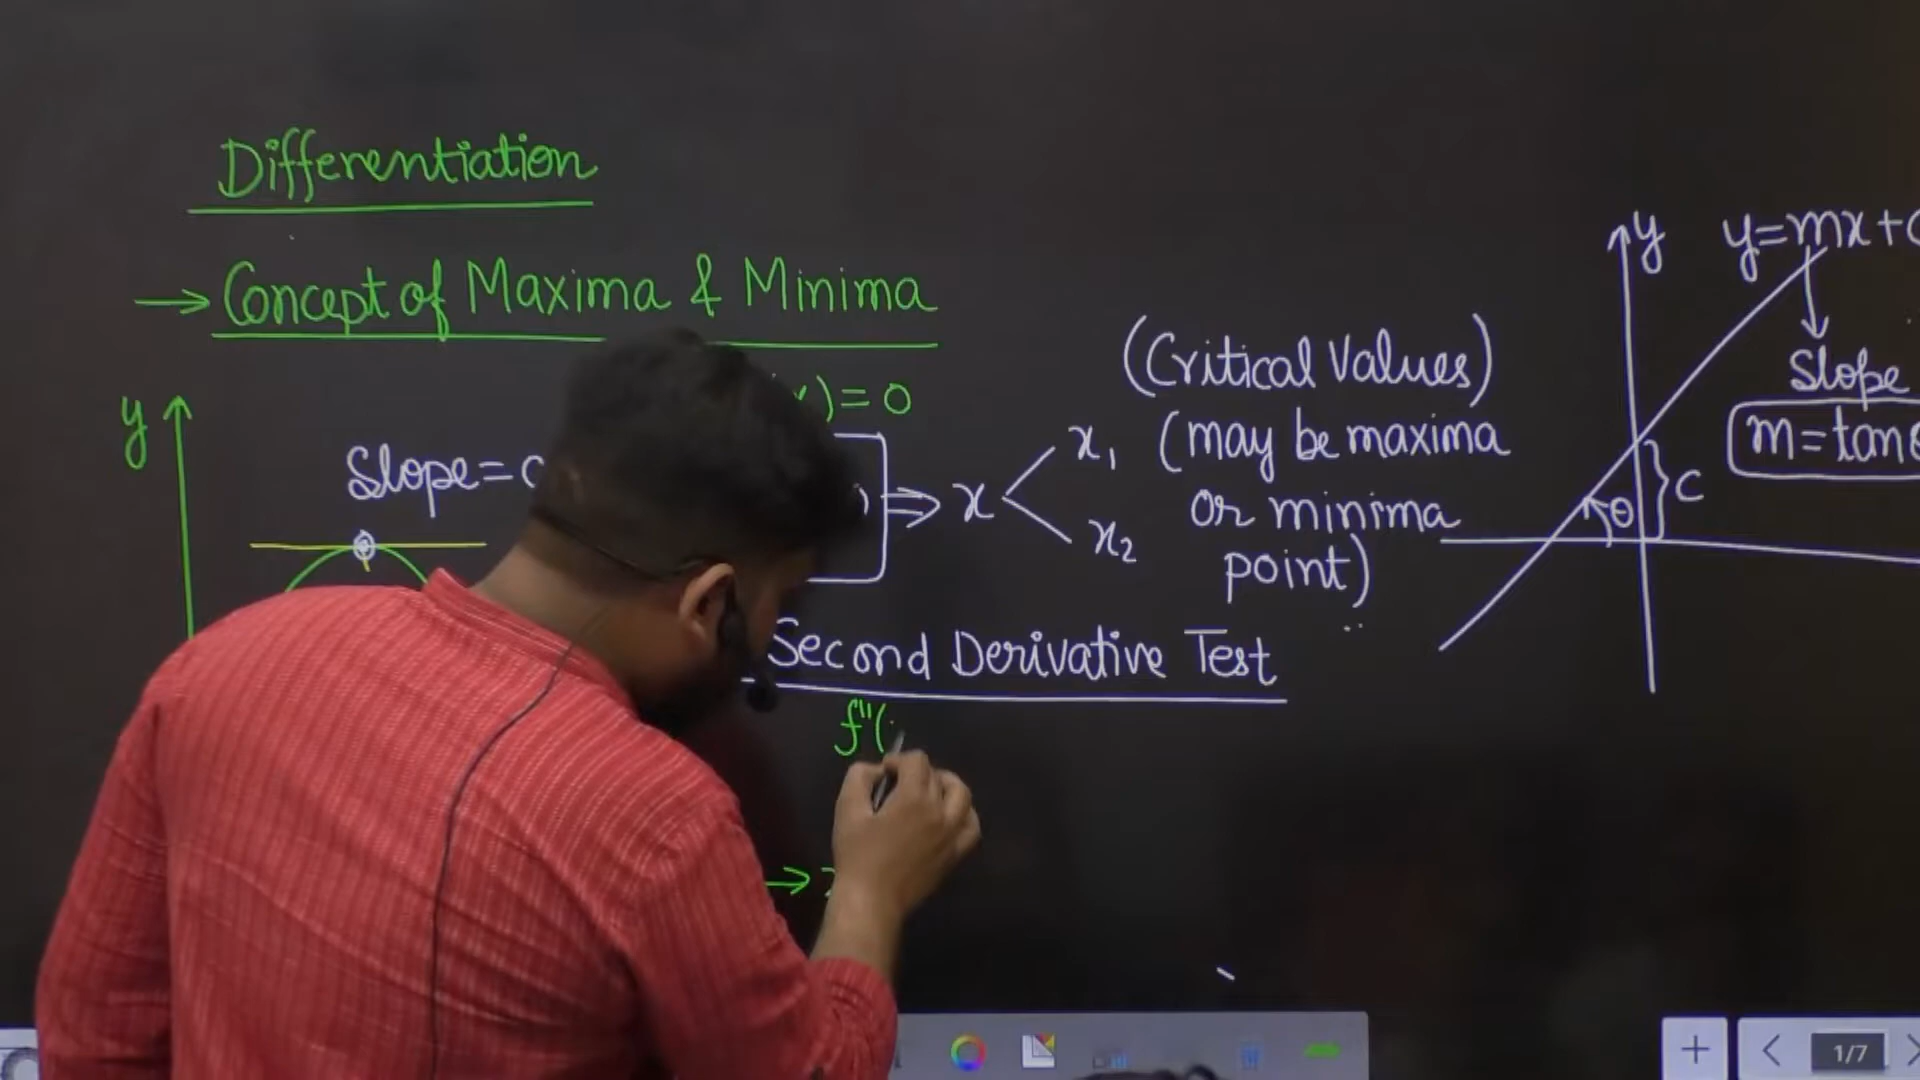 Differentiation
→ Concept of Maxima & Minima
y
) = 0
Slope =
⇒ x
x₁
x₂
(Critical Values)
(may be maxima
or minima
point)
Second Derivative Test
f''(
y
y=mx+c
Slope
m=tanθ
θ
c
1/7